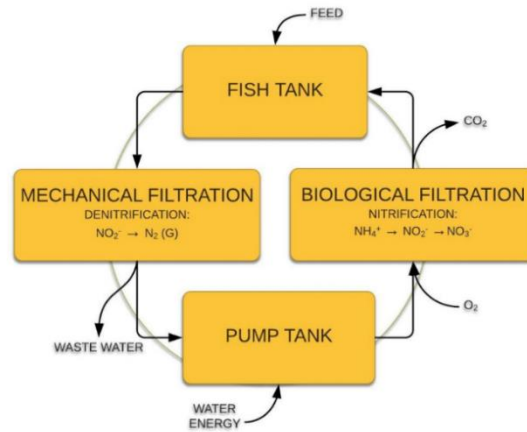 FEED
FISH TANK
CO₂
MECHANICAL FILTRATION
DENITRIFICATION:
NO₂⁻ → N₂ (G)
BIOLOGICAL FILTRATION
NITRIFICATION:
NH₄⁺ → NO₂⁻ → NO₃⁻
O₂
WASTE WATER
PUMP TANK
WATER
ENERGY